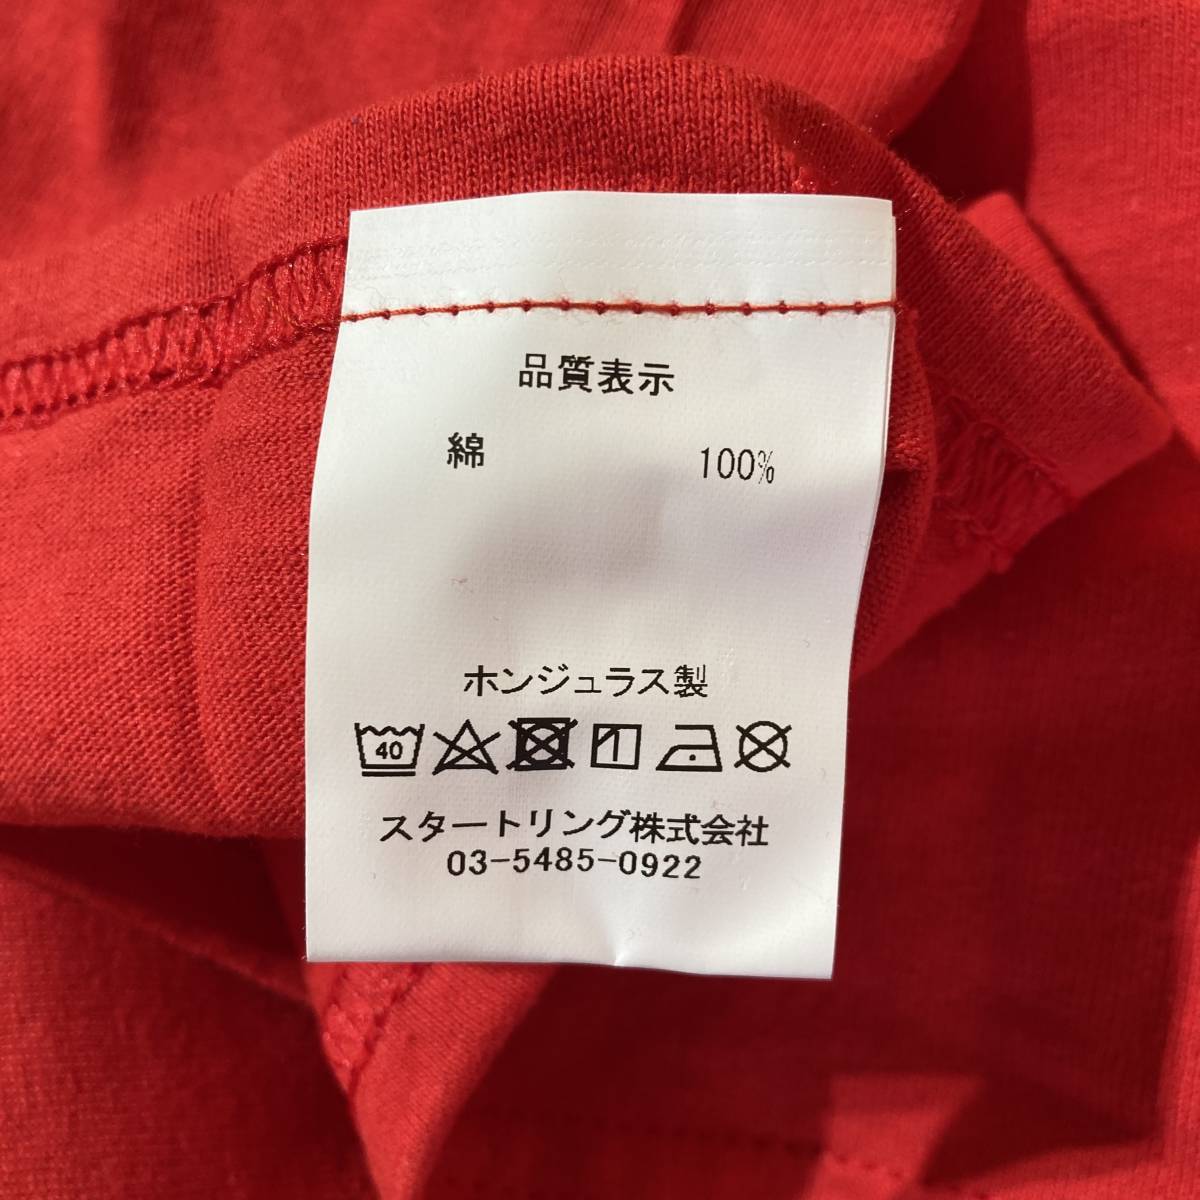 品質表示
綿 100%
ホンジュラス製
40
スタートリング株式会社
03-5485-0922